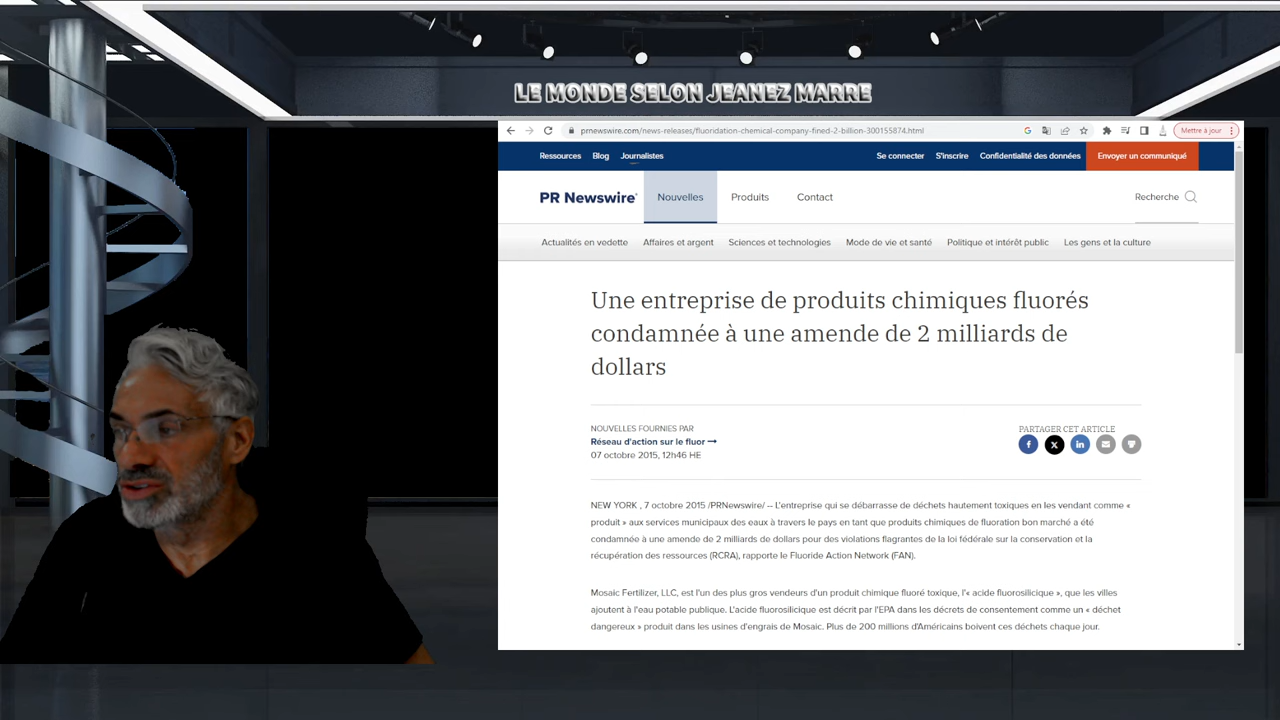 LE MONDE SELON JEANEZ MARRE
prnewswire.com/news-releases/fluoridation-chemical-company-fined-2-billion-300155874.html
Mettre à jour
Ressources Blog Journalistes Se connecter S'inscrire Confidentialité des données Envoyer un communiqué
PR Newswire Nouvelles Produits Contact Recherche
Actualités en vedette Affaires et argent Sciences et technologies Mode de vie et santé Politique et intérêt public Les gens et la culture
Une entreprise de produits chimiques fluorés
condamnée à une amende de 2 milliards de
dollars
NOUVELLES FOURNIES PAR
Réseau d'action sur le fluor
07 octobre 2015, 12h46 HE
PARTAGER CET ARTICLE
NEW YORK , 7 octobre 2015 /PRNewswire/ -- L'entreprise qui se débarrasse de déchets hautement toxiques en les vendant comme «
produit » aux services municipaux des eaux à travers le pays en tant que produits chimiques de fluoration bon marché a été
condamnée à une amende de 2 milliards de dollars pour des violations flagrantes de la loi fédérale sur la conservation et la
récupération des ressources (RCRA), rapporte le Fluoride Action Network (FAN).
Mosaic Fertilizer, LLC, est l'un des plus gros vendeurs d'un produit chimique fluoré toxique, l'« acide fluorosilicique », que les villes
ajoutent à l'eau potable publique. L'acide fluorosilicique est décrit par l'EPA dans les décrets de consentement comme un « déchet
dangereux » produit dans les usines d'engrais de Mosaic. Plus de 200 millions d'Américains boivent ces déchets chaque jour.